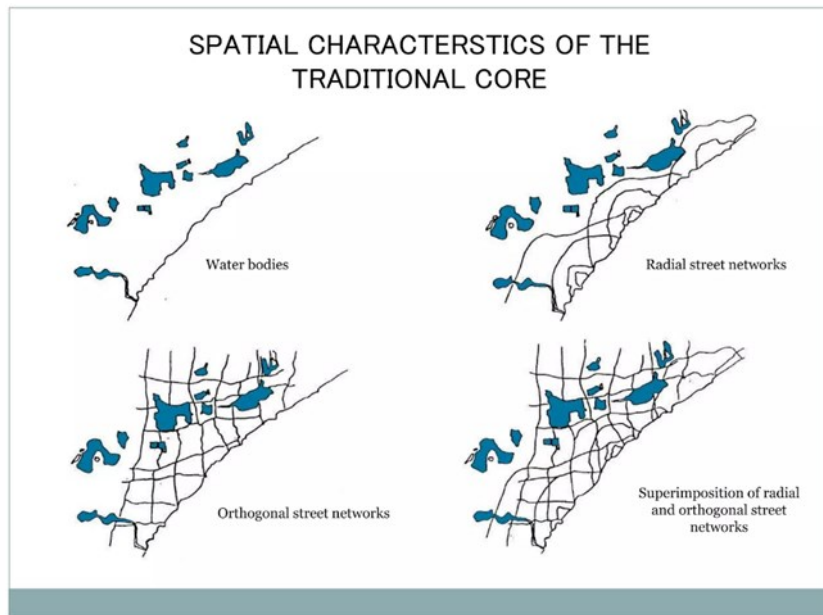 SPATIAL CHARACTERSTICS OF THE
TRADITIONAL CORE
Water bodies
Radial street networks
Orthogonal street networks
Superimposition of radial
and orthogonal street
networks